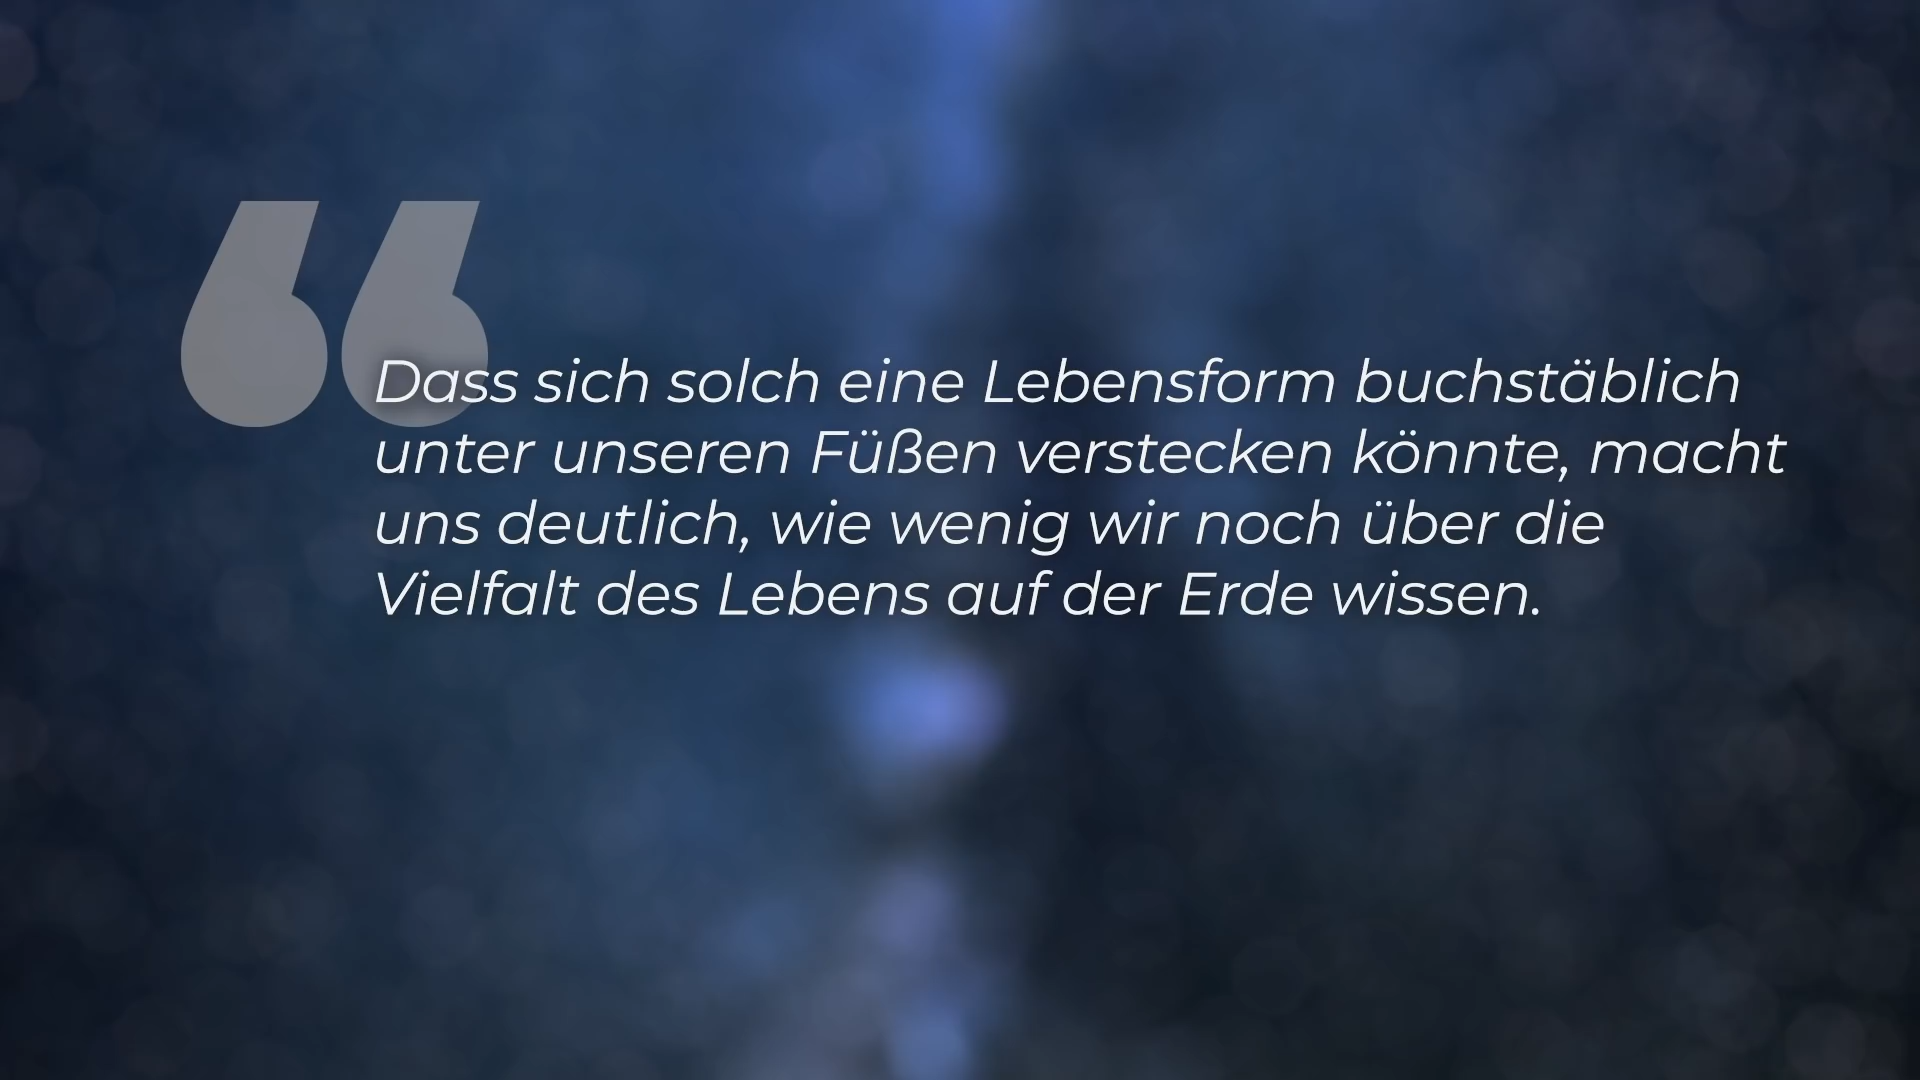 Dass sich solch eine Lebensform buchstäblich
unter unseren Füßen verstecken könnte, macht
uns deutlich, wie wenig wir noch über die
Vielfalt des Lebens auf der Erde wissen.